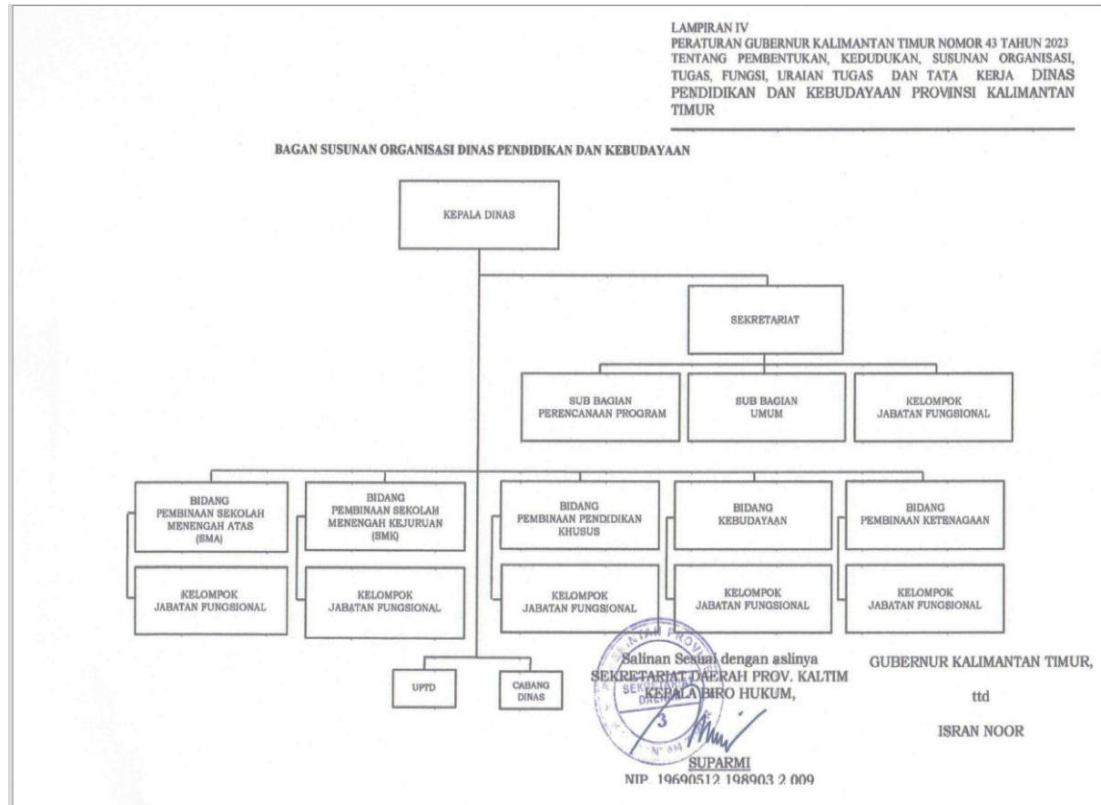 LAMPIRAN IV
PERATURAN GUBERNUR KALIMANTAN TIMUR NOMOR 43 TAHUN 2023
TENTANG PEMBENTUKAN, KEDUDUKAN, SUSUNAN ORGANISASI,
TUGAS, FUNGSI, URAIAN TUGAS DAN TATA KERJA DINAS
PENDIDIKAN DAN KEBUDAYAAN PROVINSI KALIMANTAN
TIMUR
BAGAN SUSUNAN ORGANISASI DINAS PENDIDIKAN DAN KEBUDAYAAN
KEPALA DINAS
SEKRETARIAT
SUB BAGIAN
PERENCANAAN PROGRAM
SUB BAGIAN
UMUM
KELOMPOK
JABATAN FUNGSIONAL
BIDANG
PEMBINAAN SEKOLAH
MENENGAH ATAS
(SMA)
BIDANG
PEMBINAAN SEKOLAH
MENENGAH KEJURUAN
(SMK)
BIDANG
PEMBINAAN PENDIDIKAN
KHUSUS
BIDANG
KEBUDAYAAN
BIDANG
PEMBINAAN KETENAGAAN
KELOMPOK
JABATAN FUNGSIONAL
KELOMPOK
JABATAN FUNGSIONAL
KELOMPOK
JABATAN FUNGSIONAL
KELOMPOK
JABATAN FUNGSIONAL
KELOMPOK
JABATAN FUNGSIONAL
UPTD
CABANG
DINAS
Salinan Sesuai dengan aslinya
SEKRETARIAT DAERAH PROV. KALTIM
KEPALA BIRO HUKUM,
SEKRETARIAT
DAERAH
3
SUPARMI
NIP. 19690512 198903 2 009
GUBERNUR KALIMANTAN TIMUR,
ttd
ISRAN NOOR